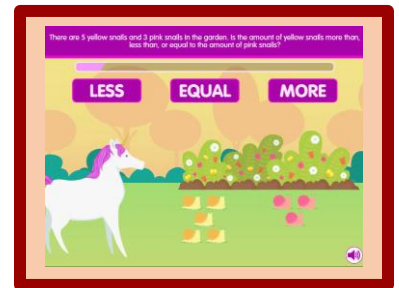 There are 5 yellow snails and 3 pink snails in the garden. Is the amount of yellow snails more than,
less than, or equal to the amount of pink snails?
LESS
EQUAL
MORE